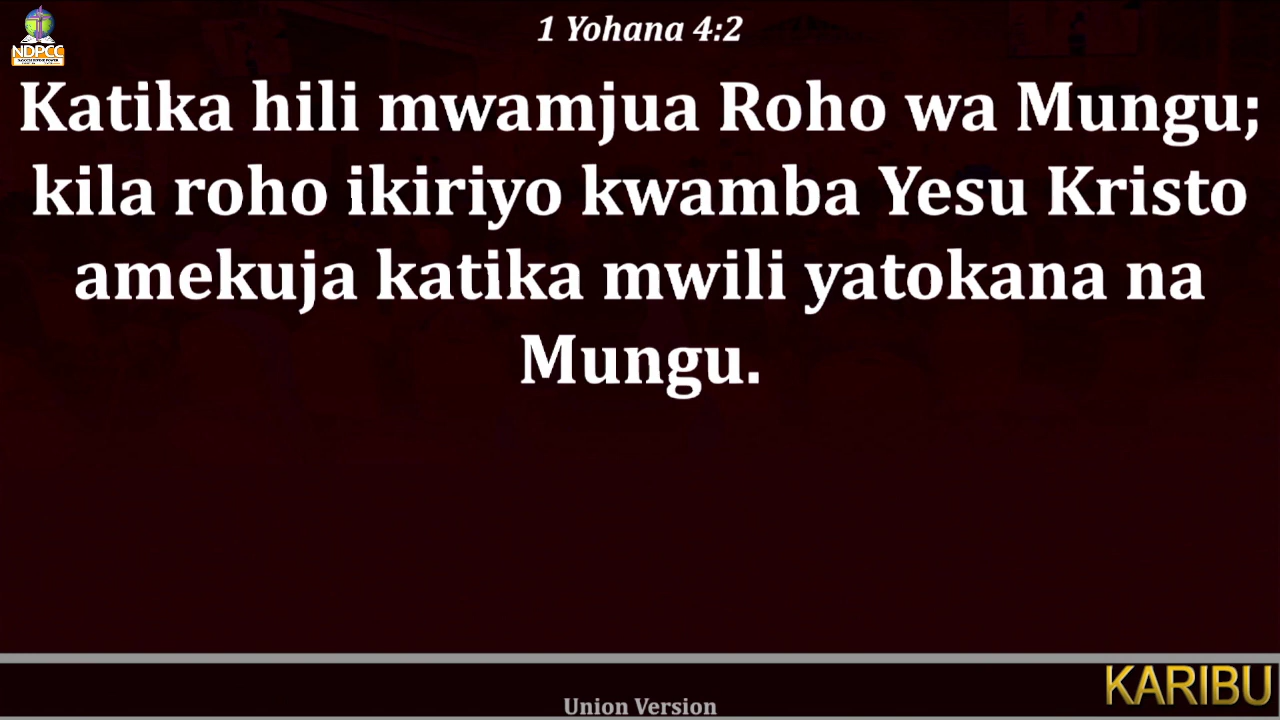 1 Yohana 4:2
NDPCC
Katika hili mwamjua Roho wa Mungu;
kila roho ikiriyo kwamba Yesu Kristo
amekuja katika mwili yatokana na
Mungu.
KARIBU
Union Version